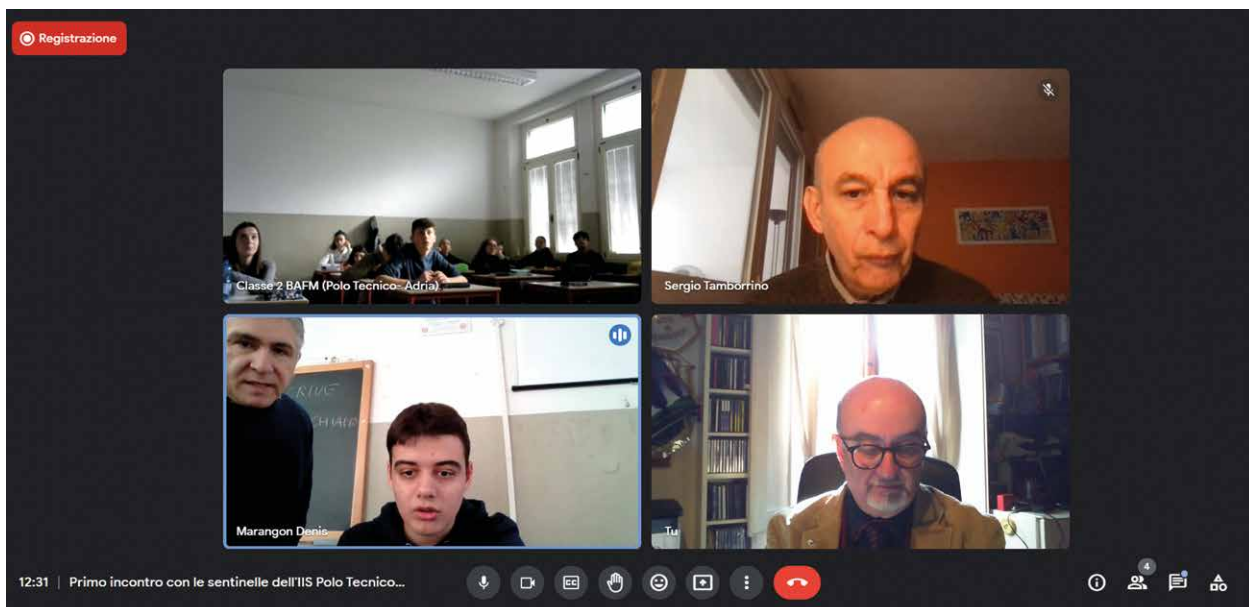 Registrazione
Classe 2 BAFM (Polo Tecnico- Adria)
Sergio Tamborrino
Marangon Denis
Tu
12:31 | Primo incontro con le sentinelle dell'IIS Polo Tecnico...
CC
4